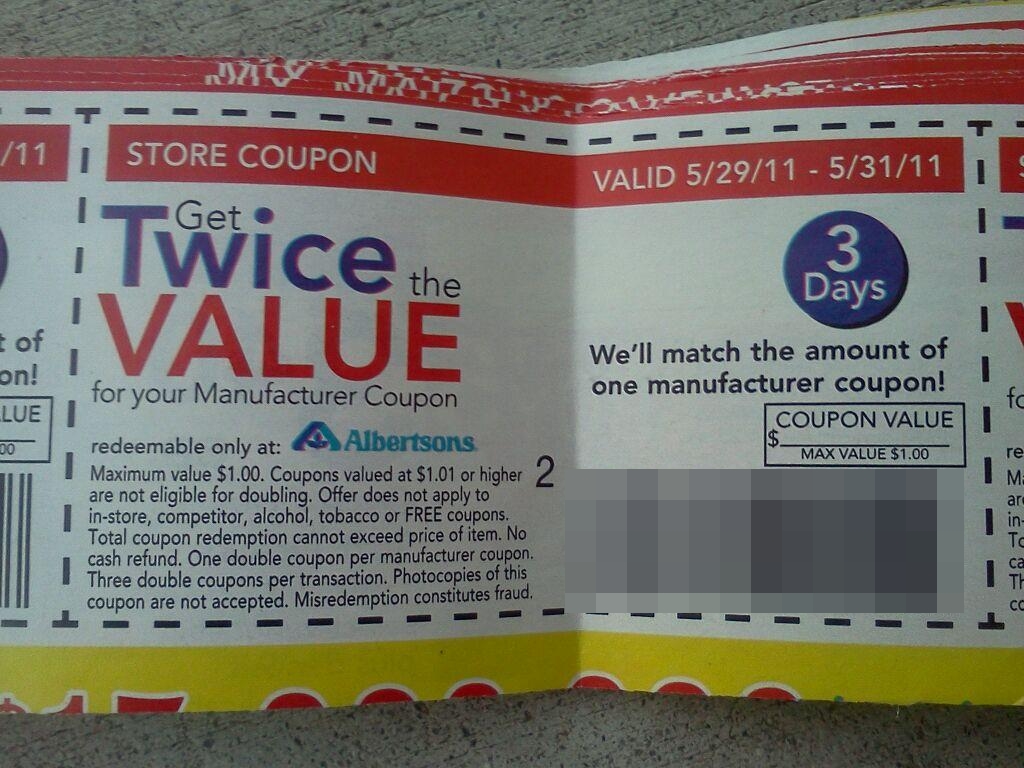 /11
STORE COUPON
VALID 5/29/11 - 5/31/11
Get
Twice the
VALUE
for your Manufacturer Coupon
redeemable only at: Albertsons
Maximum value $1.00. Coupons valued at $1.01 or higher
are not eligible for doubling. Offer does not apply to
in-store, competitor, alcohol, tobacco or FREE coupons.
Total coupon redemption cannot exceed price of item. No
cash refund. One double coupon per manufacturer coupon.
Three double coupons per transaction. Photocopies of this
coupon are not accepted. Misredemption constitutes fraud.
2
3
Days
We'll match the amount of
one manufacturer coupon!
COUPON VALUE
$
MAX VALUE $1.00